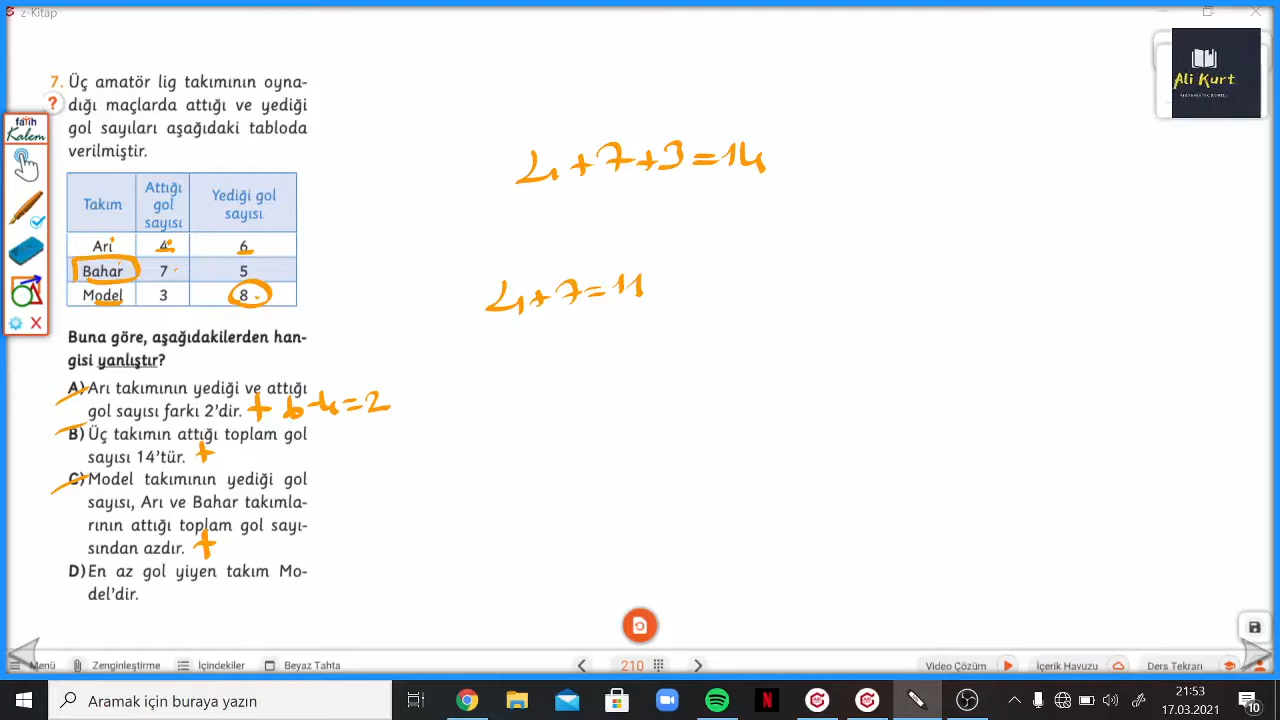 z-Kitap
Ali Kurt
7. Üç amatör lig takımının oyna-
dığı maçlarda attığı ve yediği
gol sayıları aşağıdaki tabloda
verilmiştir.
?
fatih
Kalem
Takım Attığı gol sayısı Yediği gol sayısı
Arı 4 6
Bahar 7 5
Model 3 8
4+7+3=14
4+7=11
Buna göre, aşağıdakilerden han-
gisi yanlıştır?
A) Arı takımının yediği ve attığı
gol sayısı farkı 2'dir. + 6-4=2
B) Üç takımın attığı toplam gol
sayısı 14'tür. +
C) Model takımının yediği gol
sayısı, Arı ve Bahar takımla-
rının attığı toplam gol sayı-
sından azdır. +
D) En az gol yiyen takım Mo-
del'dir.
Menü Zenginleştirme İçindekiler Beyaz Tahta 210 Video Çözüm İçerik Havuzu Ders Tekrarı
Aramak için buraya yazın
21:53
17.03.2021
10